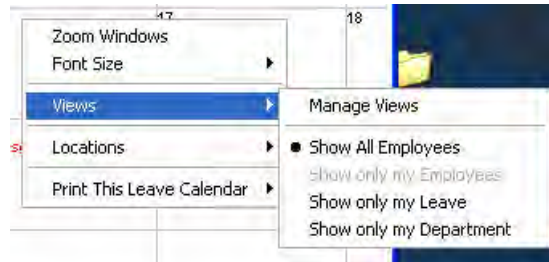 17
18
Zoom Windows
Font Size
Views
Locations
Print This Leave Calendar
Manage Views
Show All Employees
Show only my Employees
Show only my Leave
Show only my Department